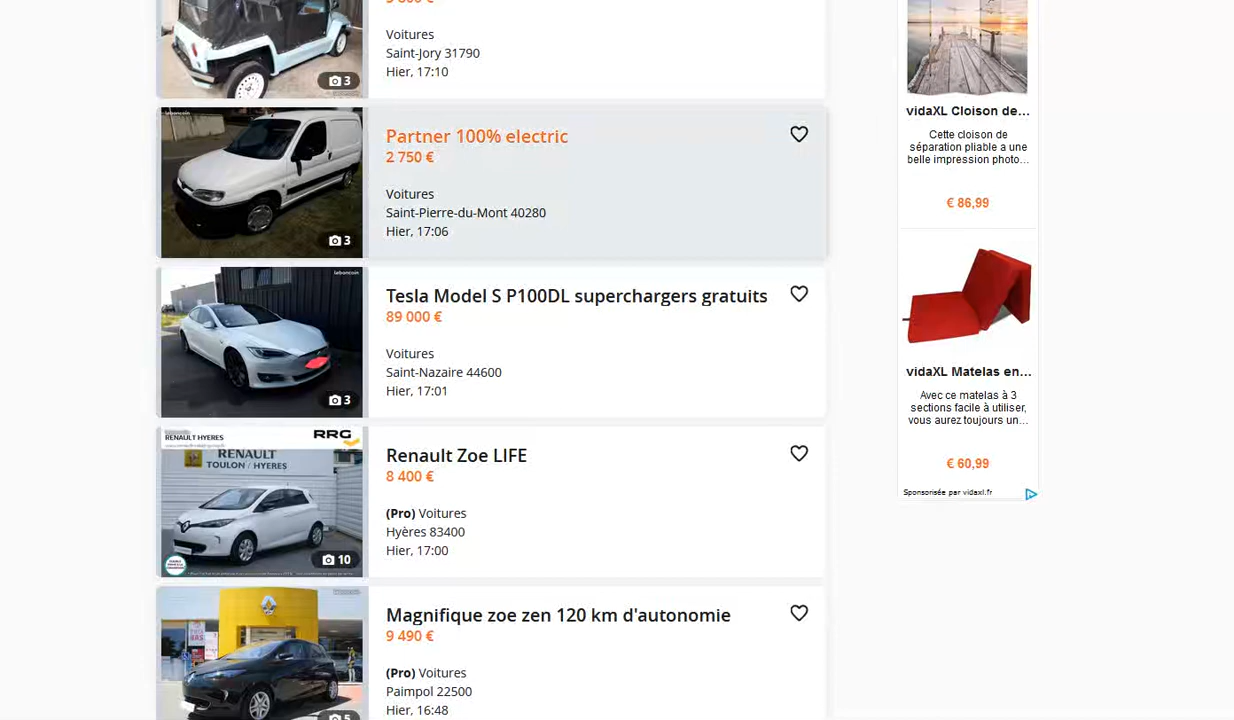 Voitures
Saint-Jory 31790
Hier, 17:10
3
leboncoin
Partner 100% electric
2 750 €
Voitures
Saint-Pierre-du-Mont 40280
Hier, 17:06
3
leboncoin
Tesla Model S P100DL superchargers gratuits
89 000 €
Voitures
Saint-Nazaire 44600
Hier, 17:01
3
RENAULT HYERES
RRG
RENAULT
TOULON / HYERES
Renault Zoe LIFE
8 400 €
(Pro) Voitures
Hyères 83400
Hier, 17:00
10
Magnifique zoe zen 120 km d'autonomie
9 490 €
(Pro) Voitures
Paimpol 22500
Hier, 16:48
5
vidaXL Cloison de...
Cette cloison de
séparation pliable a une
belle impression photo...
€ 86,99
vidaXL Matelas en...
Avec ce matelas à 3
sections facile à utiliser,
vous aurez toujours un...
€ 60,99
Sponsorisée par vidaxl.fr